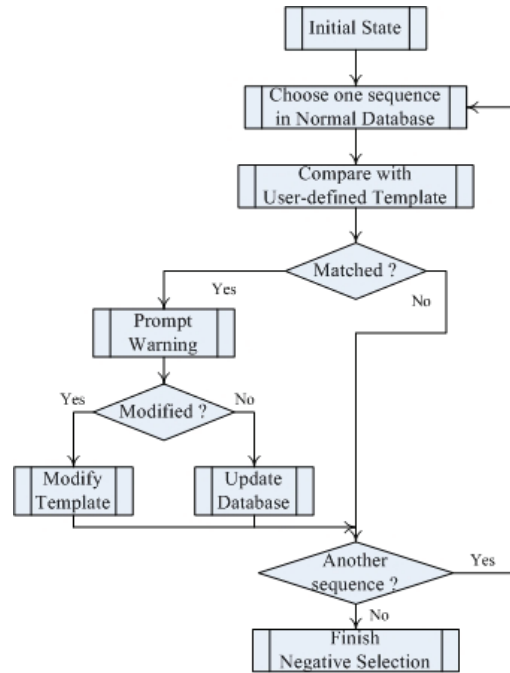 Initial State
Choose one sequence
in Normal Database
Compare with
User-defined Template
Matched ?
Yes
No
Prompt
Warning
Modified ?
Yes
No
Modify
Template
Update
Database
Another
sequence ?
Yes
No
Finish
Negative Selection